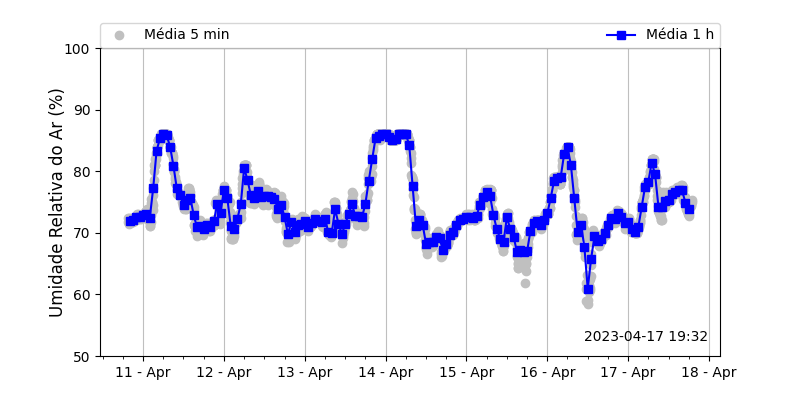 Média 5 min
Média 1 h
Umidade Relativa do Ar (%)
100
90
80
70
60
50
2023-04-17 19:32
11 - Apr
12 - Apr
13 - Apr
14 - Apr
15 - Apr
16 - Apr
17 - Apr
18 - Apr